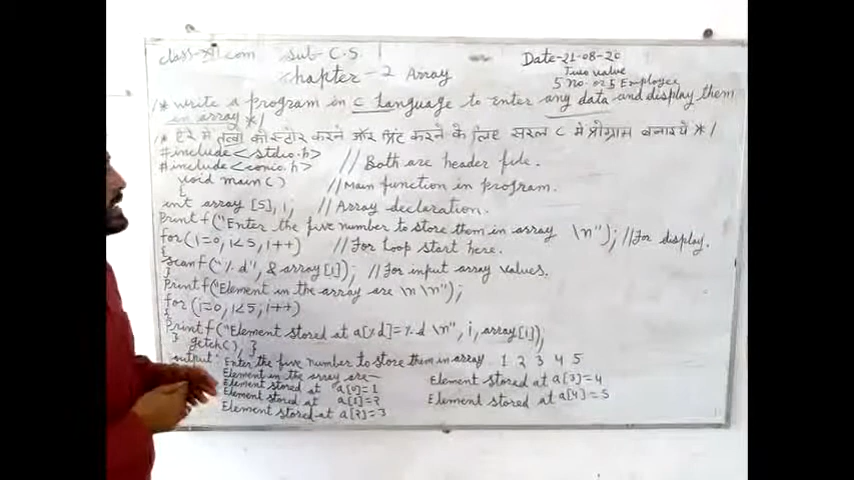 class-XII.com sub- C.S. Date-21-08-20
chapter-2 Array Two value
5 No. or 5 Employee
/* write a program in C Language to enter any data and display them
in array */
/* ऐरे में तत्वों को स्टोर करने और प्रिंट करने के लिए सरल C में प्रोग्राम बनाइये */
#include<stdio.h>
#include<conio.h> // Both are header file.
void main() // Main function in program.
{
int array [5], i; // Array declaration.
Printf("Enter the five number to store them in array \n"); // For display.
for(i=0, i<5, i++) // For Loop start here.
{
scanf("%d", & array[i]); // For input array values.
}
Printf("Element in the array are \n \n");
for(i=0, i<5, i++)
{
Printf("Element stored at a[%d]=%d \n", i, array[i]);
} getch(); }
output: Enter the five number to store them in array 1 2 3 4 5
Element in the array are-
Element stored at a[0]=1
Element stored at a[1]=2
Element stored at a[2]=3
Element stored at a[3]=4
Element stored at a[4]=5